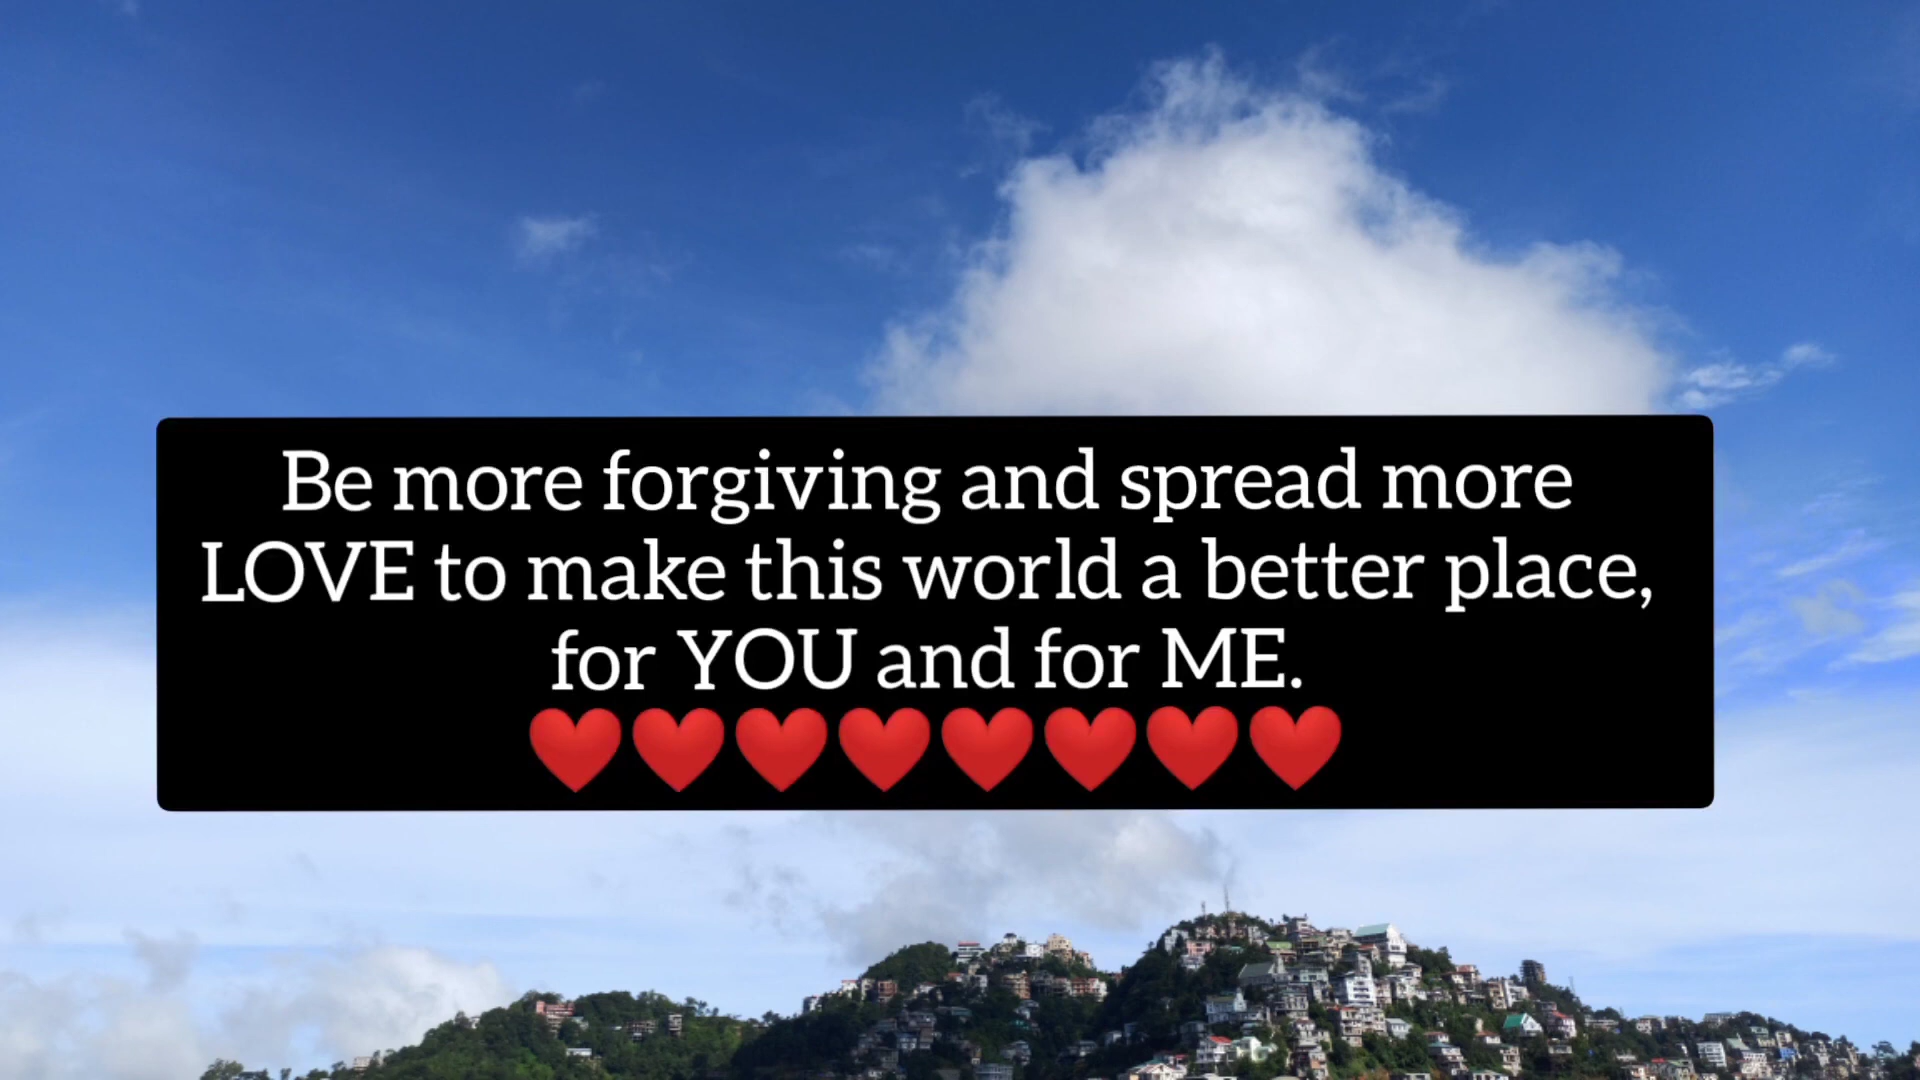 Be more forgiving and spread more
LOVE to make this world a better place,
for YOU and for ME.
❤️❤️❤️❤️❤️❤️❤️❤️